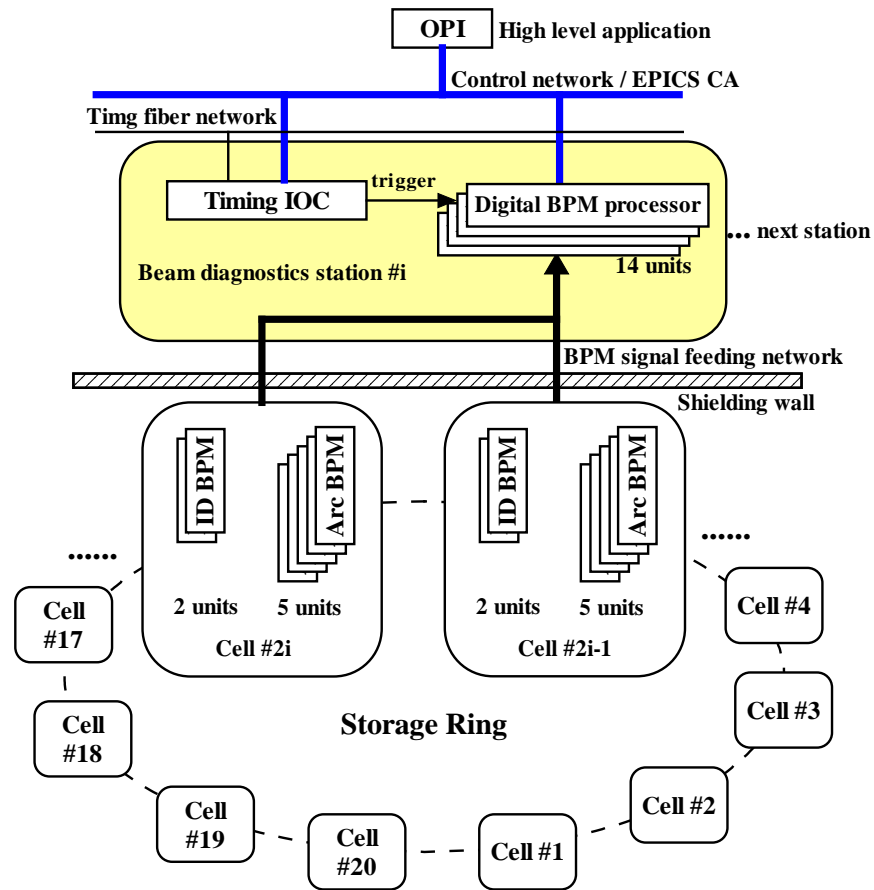 OPI
High level application
Control network / EPICS CA
Timg fiber network
Timing IOC
trigger
Digital BPM processor
... next station
14 units
Beam diagnostics station #i
BPM signal feeding network
Shielding wall
ID BPM
Arc BPM
ID BPM
Arc BPM
......
......
2 units
5 units
2 units
5 units
Cell #2i
Cell #2i-1
Cell
#17
Cell #4
Cell
#18
Cell #3
Storage Ring
Cell
#19
Cell #2
Cell
#20
Cell #1